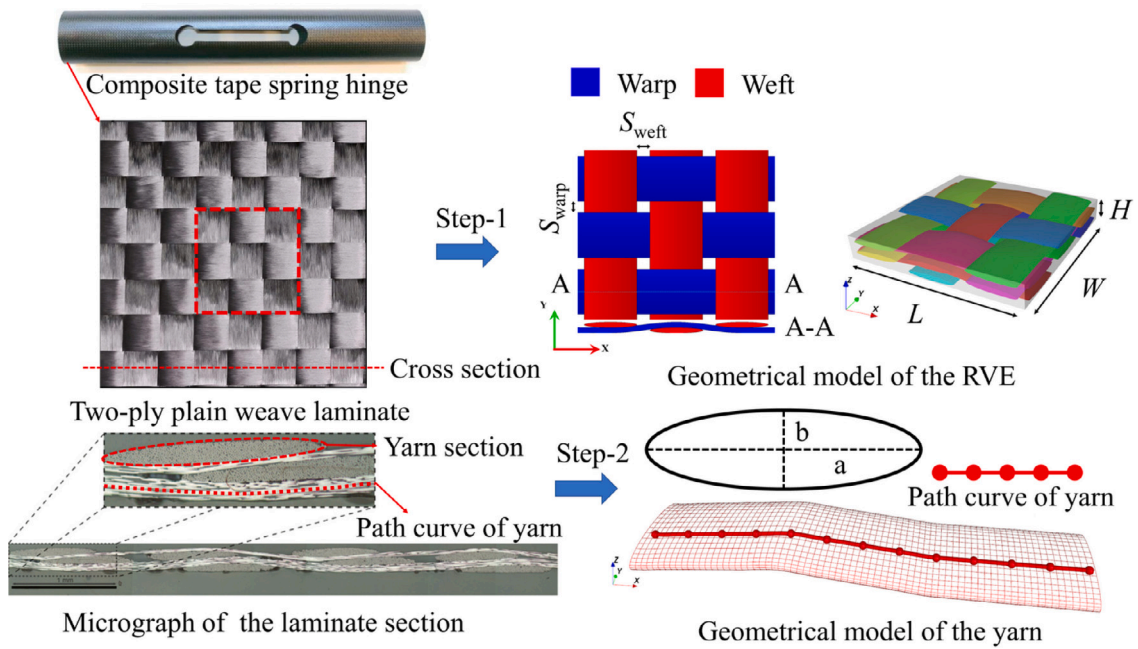 Composite tape spring hinge
Warp
Weft
S_weft
S_warp
Step-1
H
W
L
Z
Y
X
A
A
Y
X
A-A
Cross section
Geometrical model of the RVE
Two-ply plain weave laminate
Yarn section
Step-2
b
a
Path curve of yarn
Path curve of yarn
Z
Y
X
1 mm
Micrograph of the laminate section
Geometrical model of the yarn